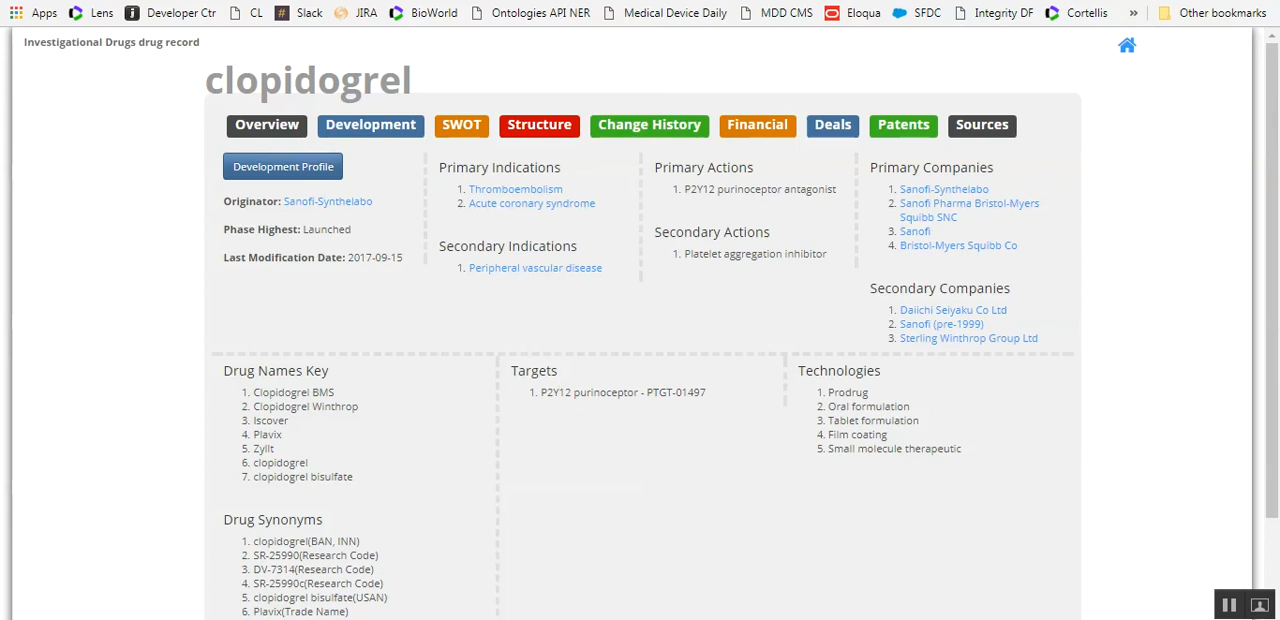 Apps Lens Developer Ctr CL Slack JIRA BioWorld Ontologies API NER Medical Device Daily MDD CMS Eloqua SFDC Integrity DF Cortellis » Other bookmarks
Investigational Drugs drug record
clopidogrel
Overview Development SWOT Structure Change History Financial Deals Patents Sources
Development Profile
Originator: Sanofi-Synthelabo
Phase Highest: Launched
Last Modification Date: 2017-09-15
Primary Indications
1. Thromboembolism
2. Acute coronary syndrome
Secondary Indications
1. Peripheral vascular disease
Primary Actions
1. P2Y12 purinoceptor antagonist
Secondary Actions
1. Platelet aggregation inhibitor
Primary Companies
1. Sanofi-Synthelabo
2. Sanofi Pharma Bristol-Myers
Squibb SNC
3. Sanofi
4. Bristol-Myers Squibb Co
Secondary Companies
1. Daiichi Seiyaku Co Ltd
2. Sanofi (pre-1999)
3. Sterling Winthrop Group Ltd
Drug Names Key
1. Clopidogrel BMS
2. Clopidogrel Winthrop
3. Iscover
4. Plavix
5. Zyllt
6. clopidogrel
7. clopidogrel bisulfate
Drug Synonyms
1. clopidogrel(BAN, INN)
2. SR-25990(Research Code)
3. DV-7314(Research Code)
4. SR-25990c(Research Code)
5. clopidogrel bisulfate(USAN)
6. Plavix(Trade Name)
Targets
1. P2Y12 purinoceptor - PTGT-01497
Technologies
1. Prodrug
2. Oral formulation
3. Tablet formulation
4. Film coating
5. Small molecule therapeutic